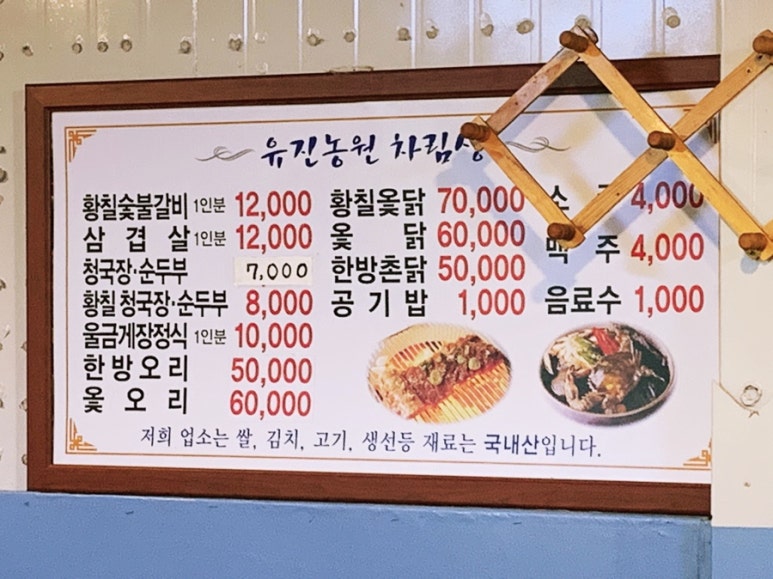 유진농원 차림상
황칠숯불갈비 1인분 12,000
삼겹살 1인분 12,000
청국장·순두부 7,000
황칠 청국장·순두부 8,000
울금게장정식 1인분 10,000
한방오리 50,000
옻오리 60,000
황칠옻닭 70,000
옻닭 60,000
한방촌닭 50,000
공기밥 1,000
소 4,000
맥주 4,000
음료수 1,000
저희 업소는 쌀, 김치, 고기, 생선등 재료는 국내산입니다.